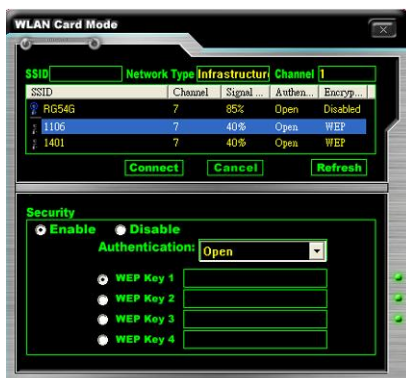 WLAN Card Mode
SSID Network Type Infrastructur Channel 1
SSID Channel Signal ... Authen... Encryp...
RG54G 7 85% Open Disabled
1106 7 40% Open WEP
1401 7 40% Open WEP
Connect Cancel Refresh
Security
Enable Disable
Authentication: Open
WEP Key 1
WEP Key 2
WEP Key 3
WEP Key 4